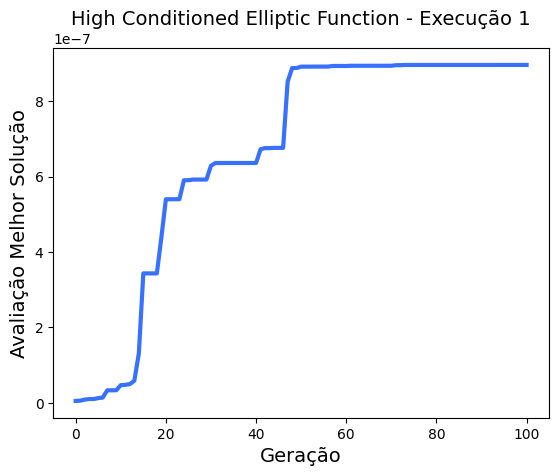 High Conditioned Elliptic Function - Execução 1
1e−7
Avaliação Melhor Solução
8
6
4
2
0
0 20 40 60 80 100
Geração